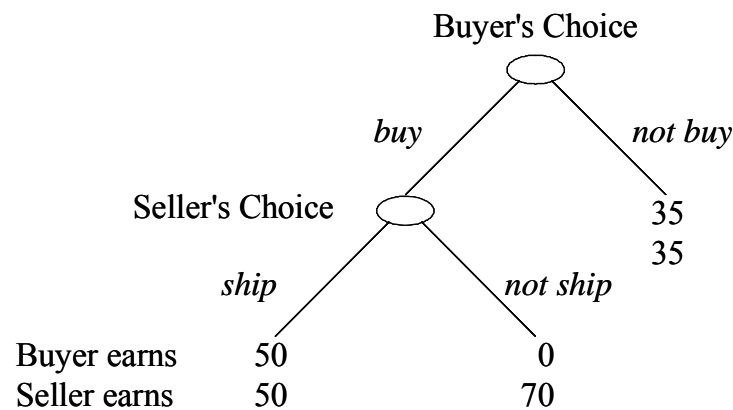 Buyer's Choice
buy
not buy
Seller's Choice
35
35
ship
not ship
Buyer earns 50 0
Seller earns 50 70